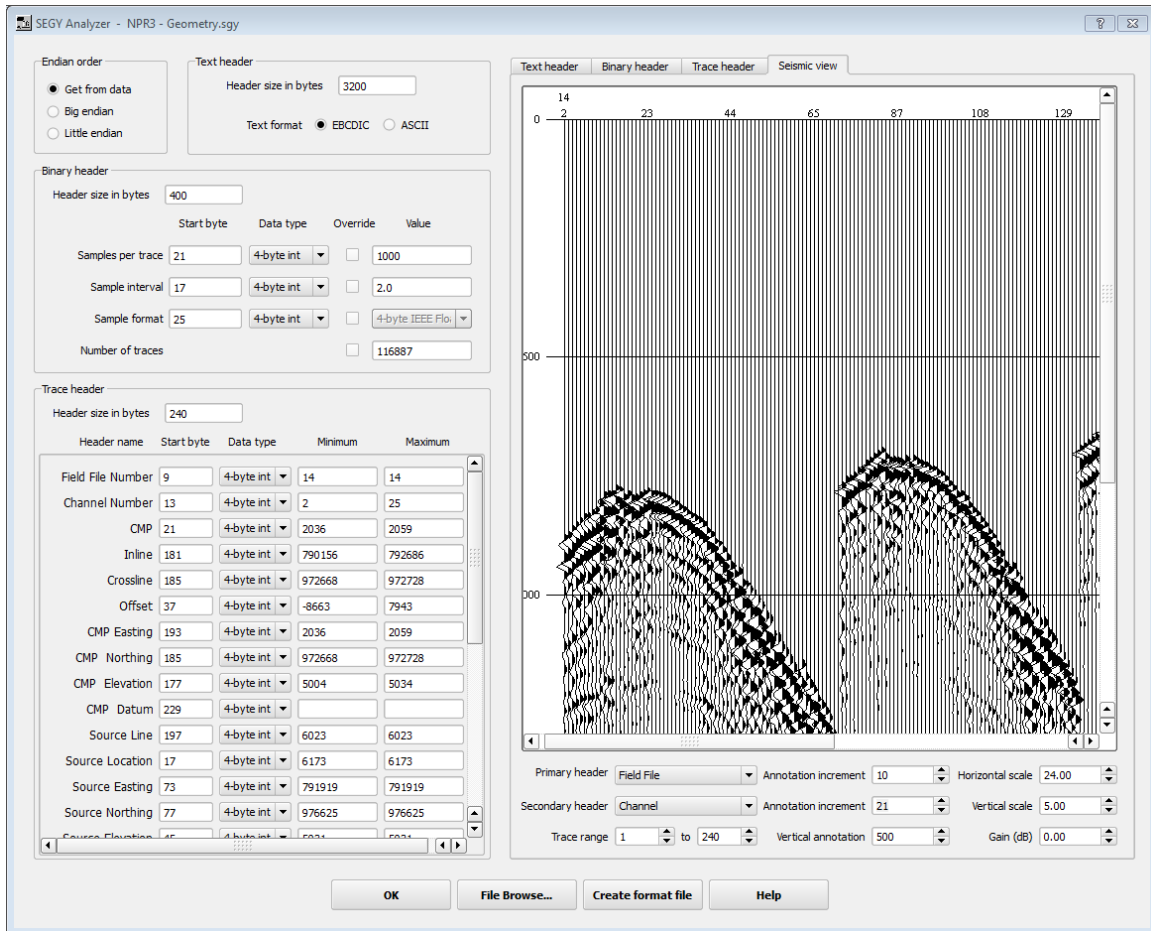 SEGY Analyzer - NPR3 - Geometry.sgy
Endian order
Get from data
Big endian
Little endian
Text header
Header size in bytes 3200
Text format EBCDIC ASCII
Binary header
Header size in bytes 400
Start byte Data type Override Value
Samples per trace 21 4-byte int 1000
Sample interval 17 4-byte int 2.0
Sample format 25 4-byte int 4-byte IEEE Flo
Number of traces 116887
Trace header
Header size in bytes 240
Header name Start byte Data type Minimum Maximum
Field File Number 9 4-byte int 14 14
Channel Number 13 4-byte int 2 25
CMP 21 4-byte int 2036 2059
Inline 181 4-byte int 790156 792686
Crossline 185 4-byte int 972668 972728
Offset 37 4-byte int -8663 7943
CMP Easting 193 4-byte int 2036 2059
CMP Northing 185 4-byte int 972668 972728
CMP Elevation 177 4-byte int 5004 5034
CMP Datum 229 4-byte int
Source Line 197 4-byte int 6023 6023
Source Location 17 4-byte int 6173 6173
Source Easting 73 4-byte int 791919 791919
Source Northing 77 4-byte int 976625 976625
Text header Binary header Trace header Seismic view
14
2 23 44 65 87 108 129
0
500
000
Primary header Field File Annotation increment 10 Horizontal scale 24.00
Secondary header Channel Annotation increment 21 Vertical scale 5.00
Trace range 1 to 240 Vertical annotation 500 Gain (dB) 0.00
OK File Browse... Create format file Help